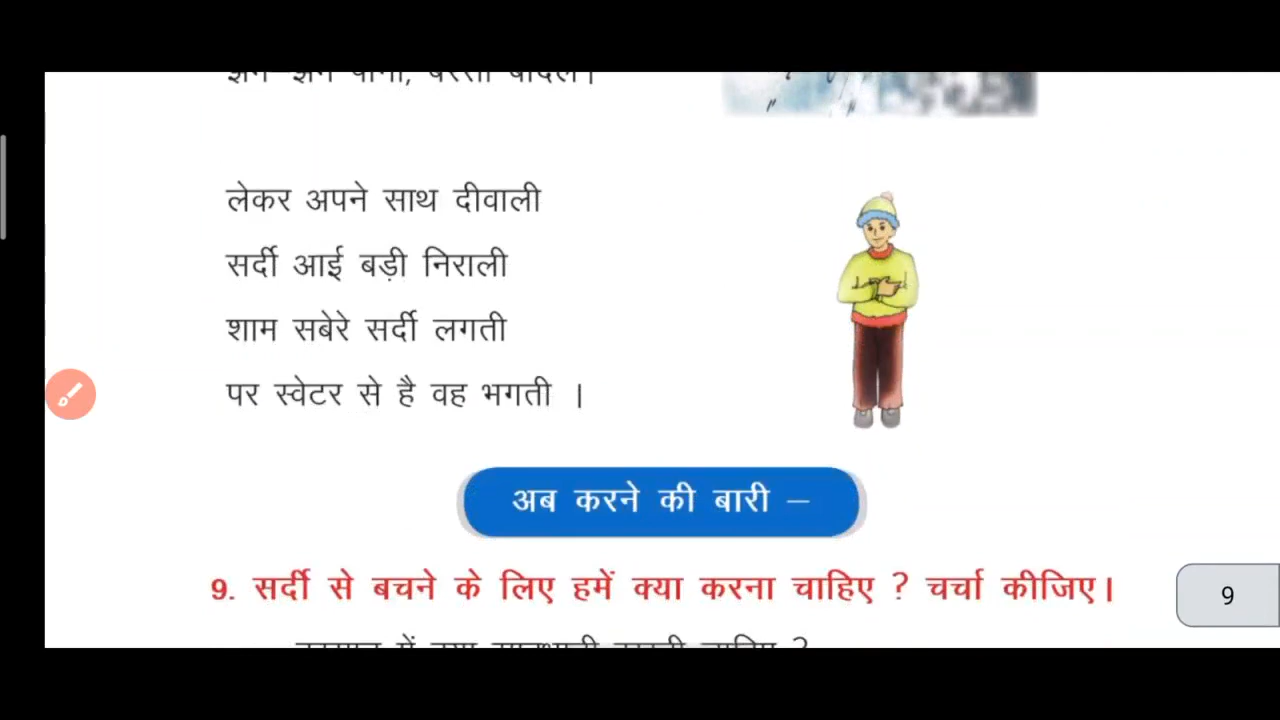 लेकर अपने साथ दीवाली
सर्दी आई बड़ी निराली
शाम सबेरे सर्दी लगती
पर स्वेटर से है वह भगती ।
अब करने की बारी –
9. सर्दी से बचने के लिए हमें क्या करना चाहिए ? चर्चा कीजिए।
9